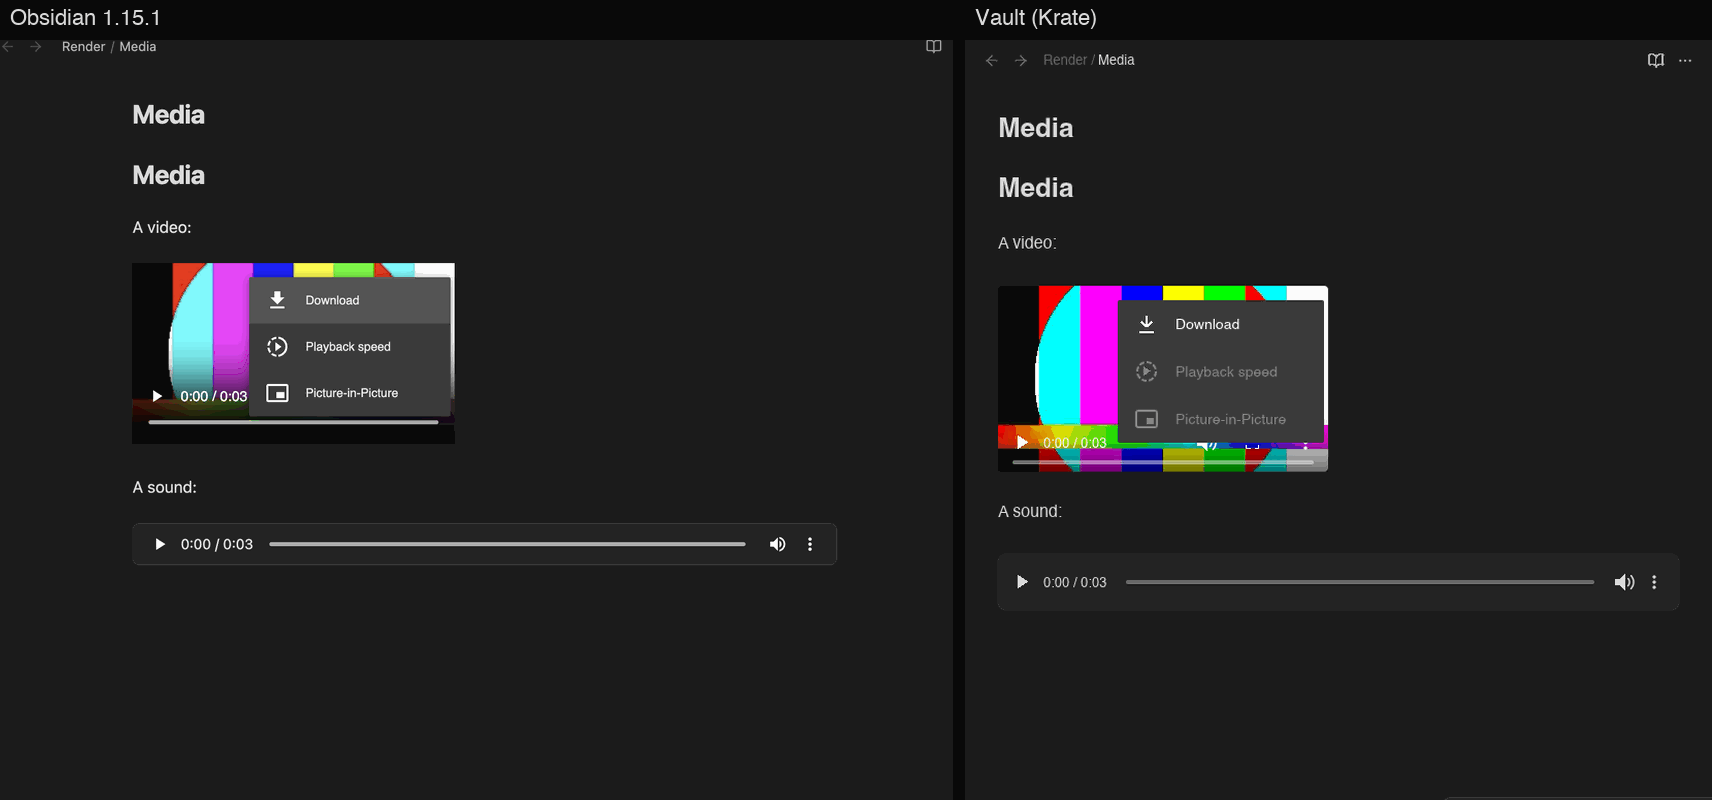 Obsidian 1.15.1
Render / Media
Media
Media
A video:
Download
Playback speed
Picture-in-Picture
0:00 / 0:03
A sound:
0:00 / 0:03
Vault (Krate)
Render / Media
Media
Media
A video:
Download
Playback speed
Picture-in-Picture
0:00 / 0:03
A sound:
0:00 / 0:03